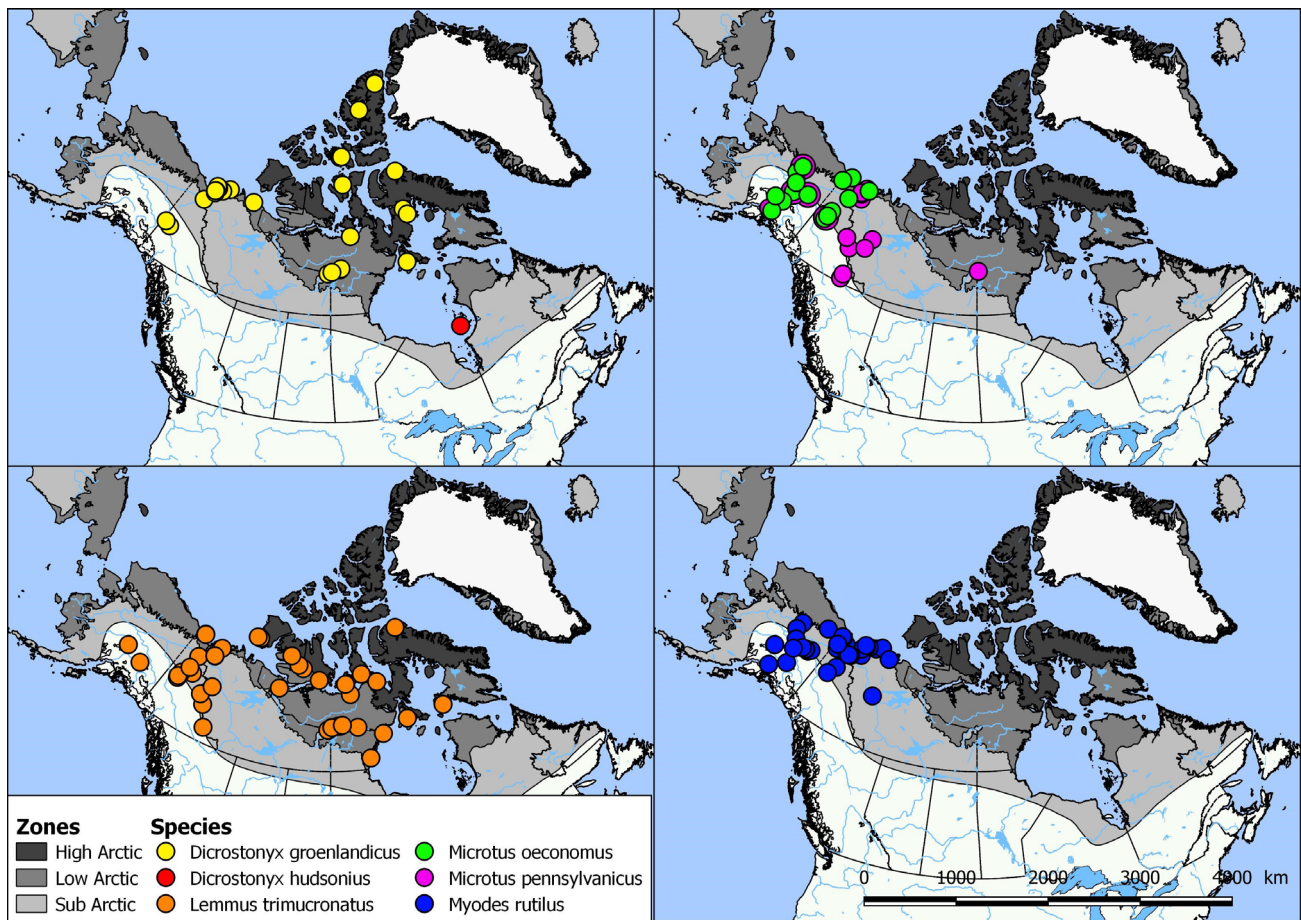 Zones Species
High Arctic Dicrostonyx groenlandicus Microtus oeconomus
Low Arctic Dicrostonyx hudsonius Microtus pennsylvanicus
Sub Arctic Lemmus trimucronatus Myodes rutilus
0 1000 2000 3000 4000 km